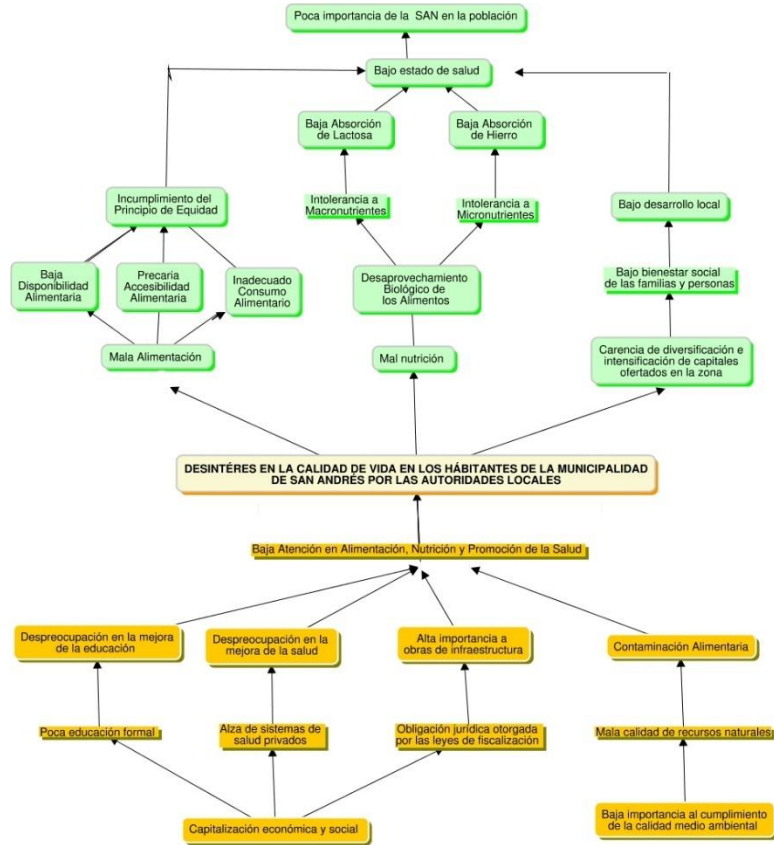 Poca importancia de la SAN en la población
Bajo estado de salud
Baja Absorción
de Lactosa
Baja Absorción
de Hierro
Incumplimiento del
Principio de Equidad
Intolerancia a
Macronutrientes
Intolerancia a
Micronutrientes
Bajo desarrollo local
Baja
Disponibilidad
Alimentaria
Precaria
Accesibilidad
Alimentaria
Inadecuado
Consumo
Alimentario
Desaprovechamiento
Biológico de
los Alimentos
Bajo bienestar social
de las familias y personas
Mala Alimentación
Mal nutrición
Carencia de diversificación e
intensificación de capitales
ofertados en la zona
DESINTÉRES EN LA CALIDAD DE VIDA EN LOS HÁBITANTES DE LA MUNICIPALIDAD
DE SAN ANDRÉS POR LAS AUTORIDADES LOCALES
Baja Atención en Alimentación, Nutrición y Promoción de la Salud
Despreocupación en la mejora
de la educación
Despreocupación en la
mejora de la salud
Alta importancia a
obras de infraestructura
Contaminación Alimentaria
Poca educación formal
Alza de sistemas de
salud privados
Obligación jurídica otorgada
por las leyes de fiscalización
Mala calidad de recursos naturales
Capitalización económica y social
Baja importancia al cumplimiento
de la calidad medio ambiental